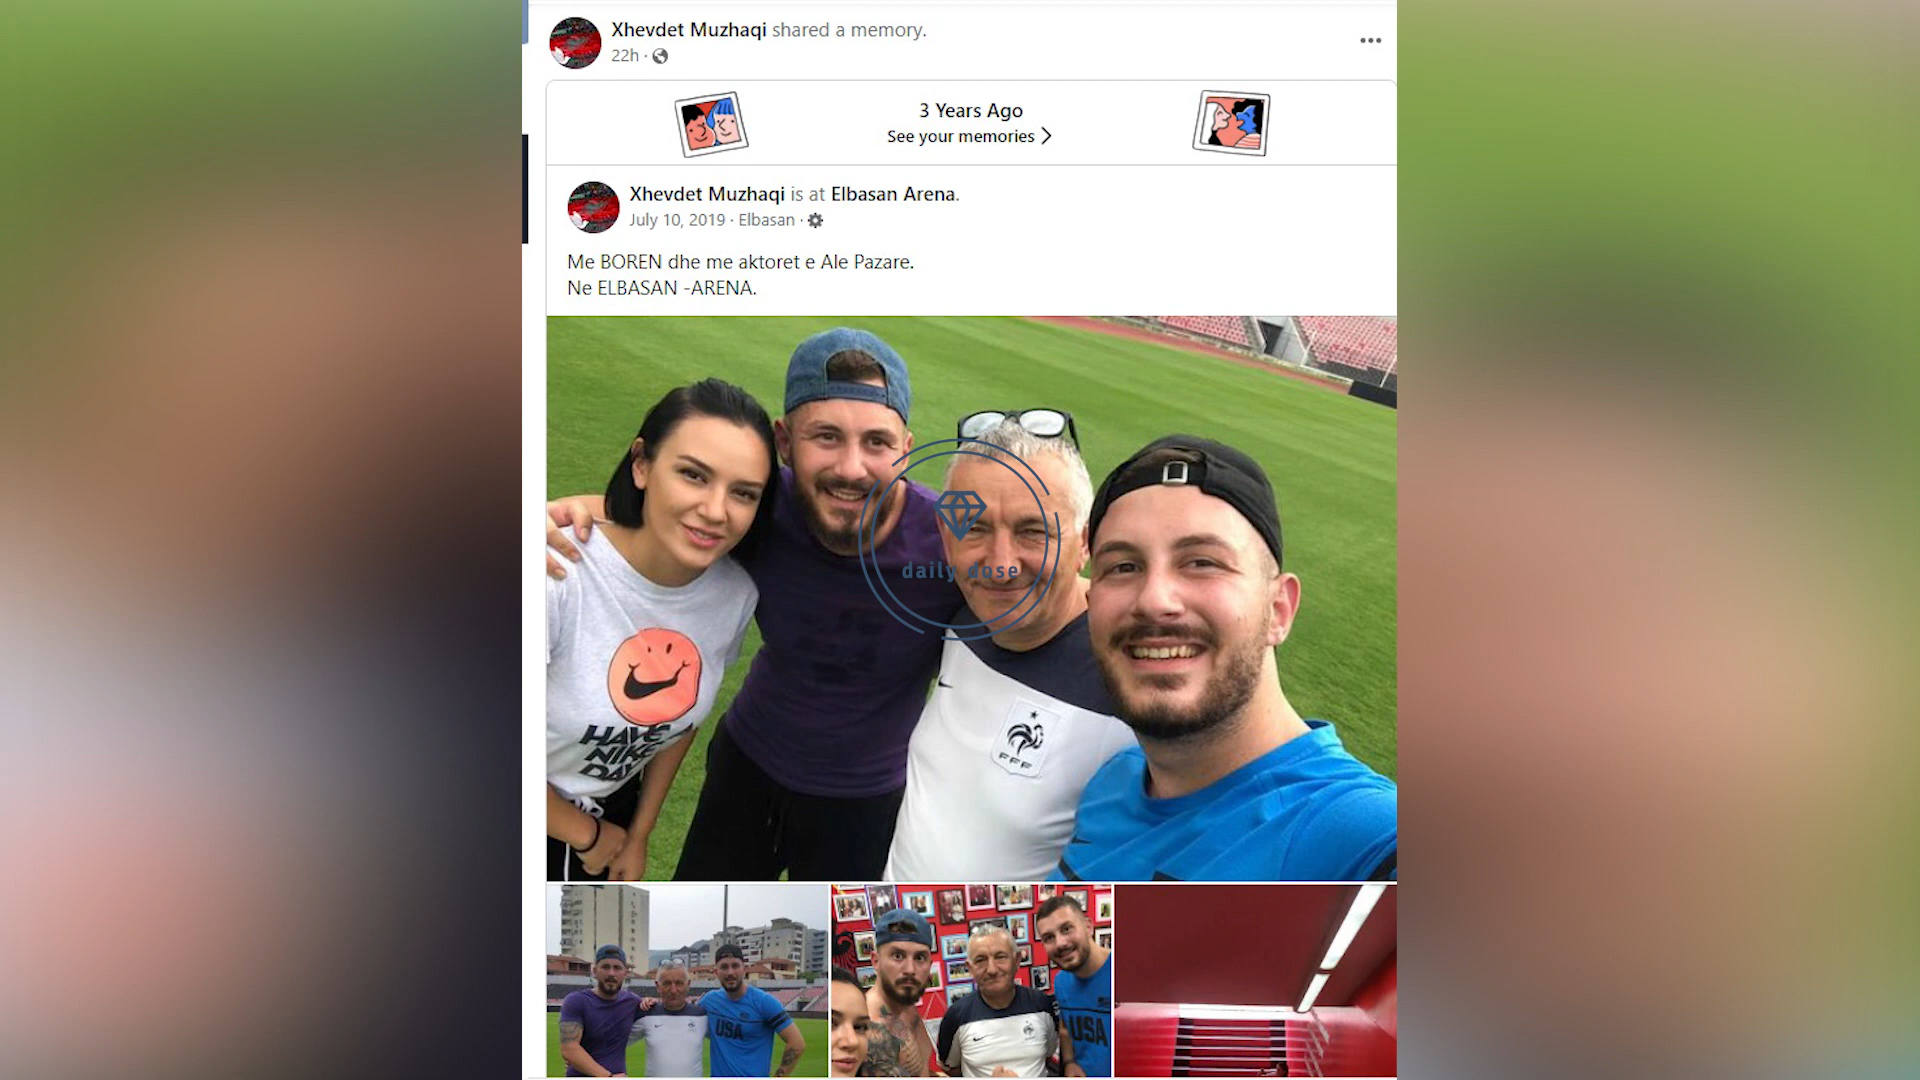 Xhevdet Muzhaqi shared a memory.
22h ·
3 Years Ago
See your memories
Xhevdet Muzhaqi is at Elbasan Arena.
July 10, 2019 · Elbasan ·
Me BOREN dhe me aktoret e Ale Pazare.
Ne ELBASAN -ARENA.
daily dose
HAVE
NIKE
DAY
FFF
USA
USA